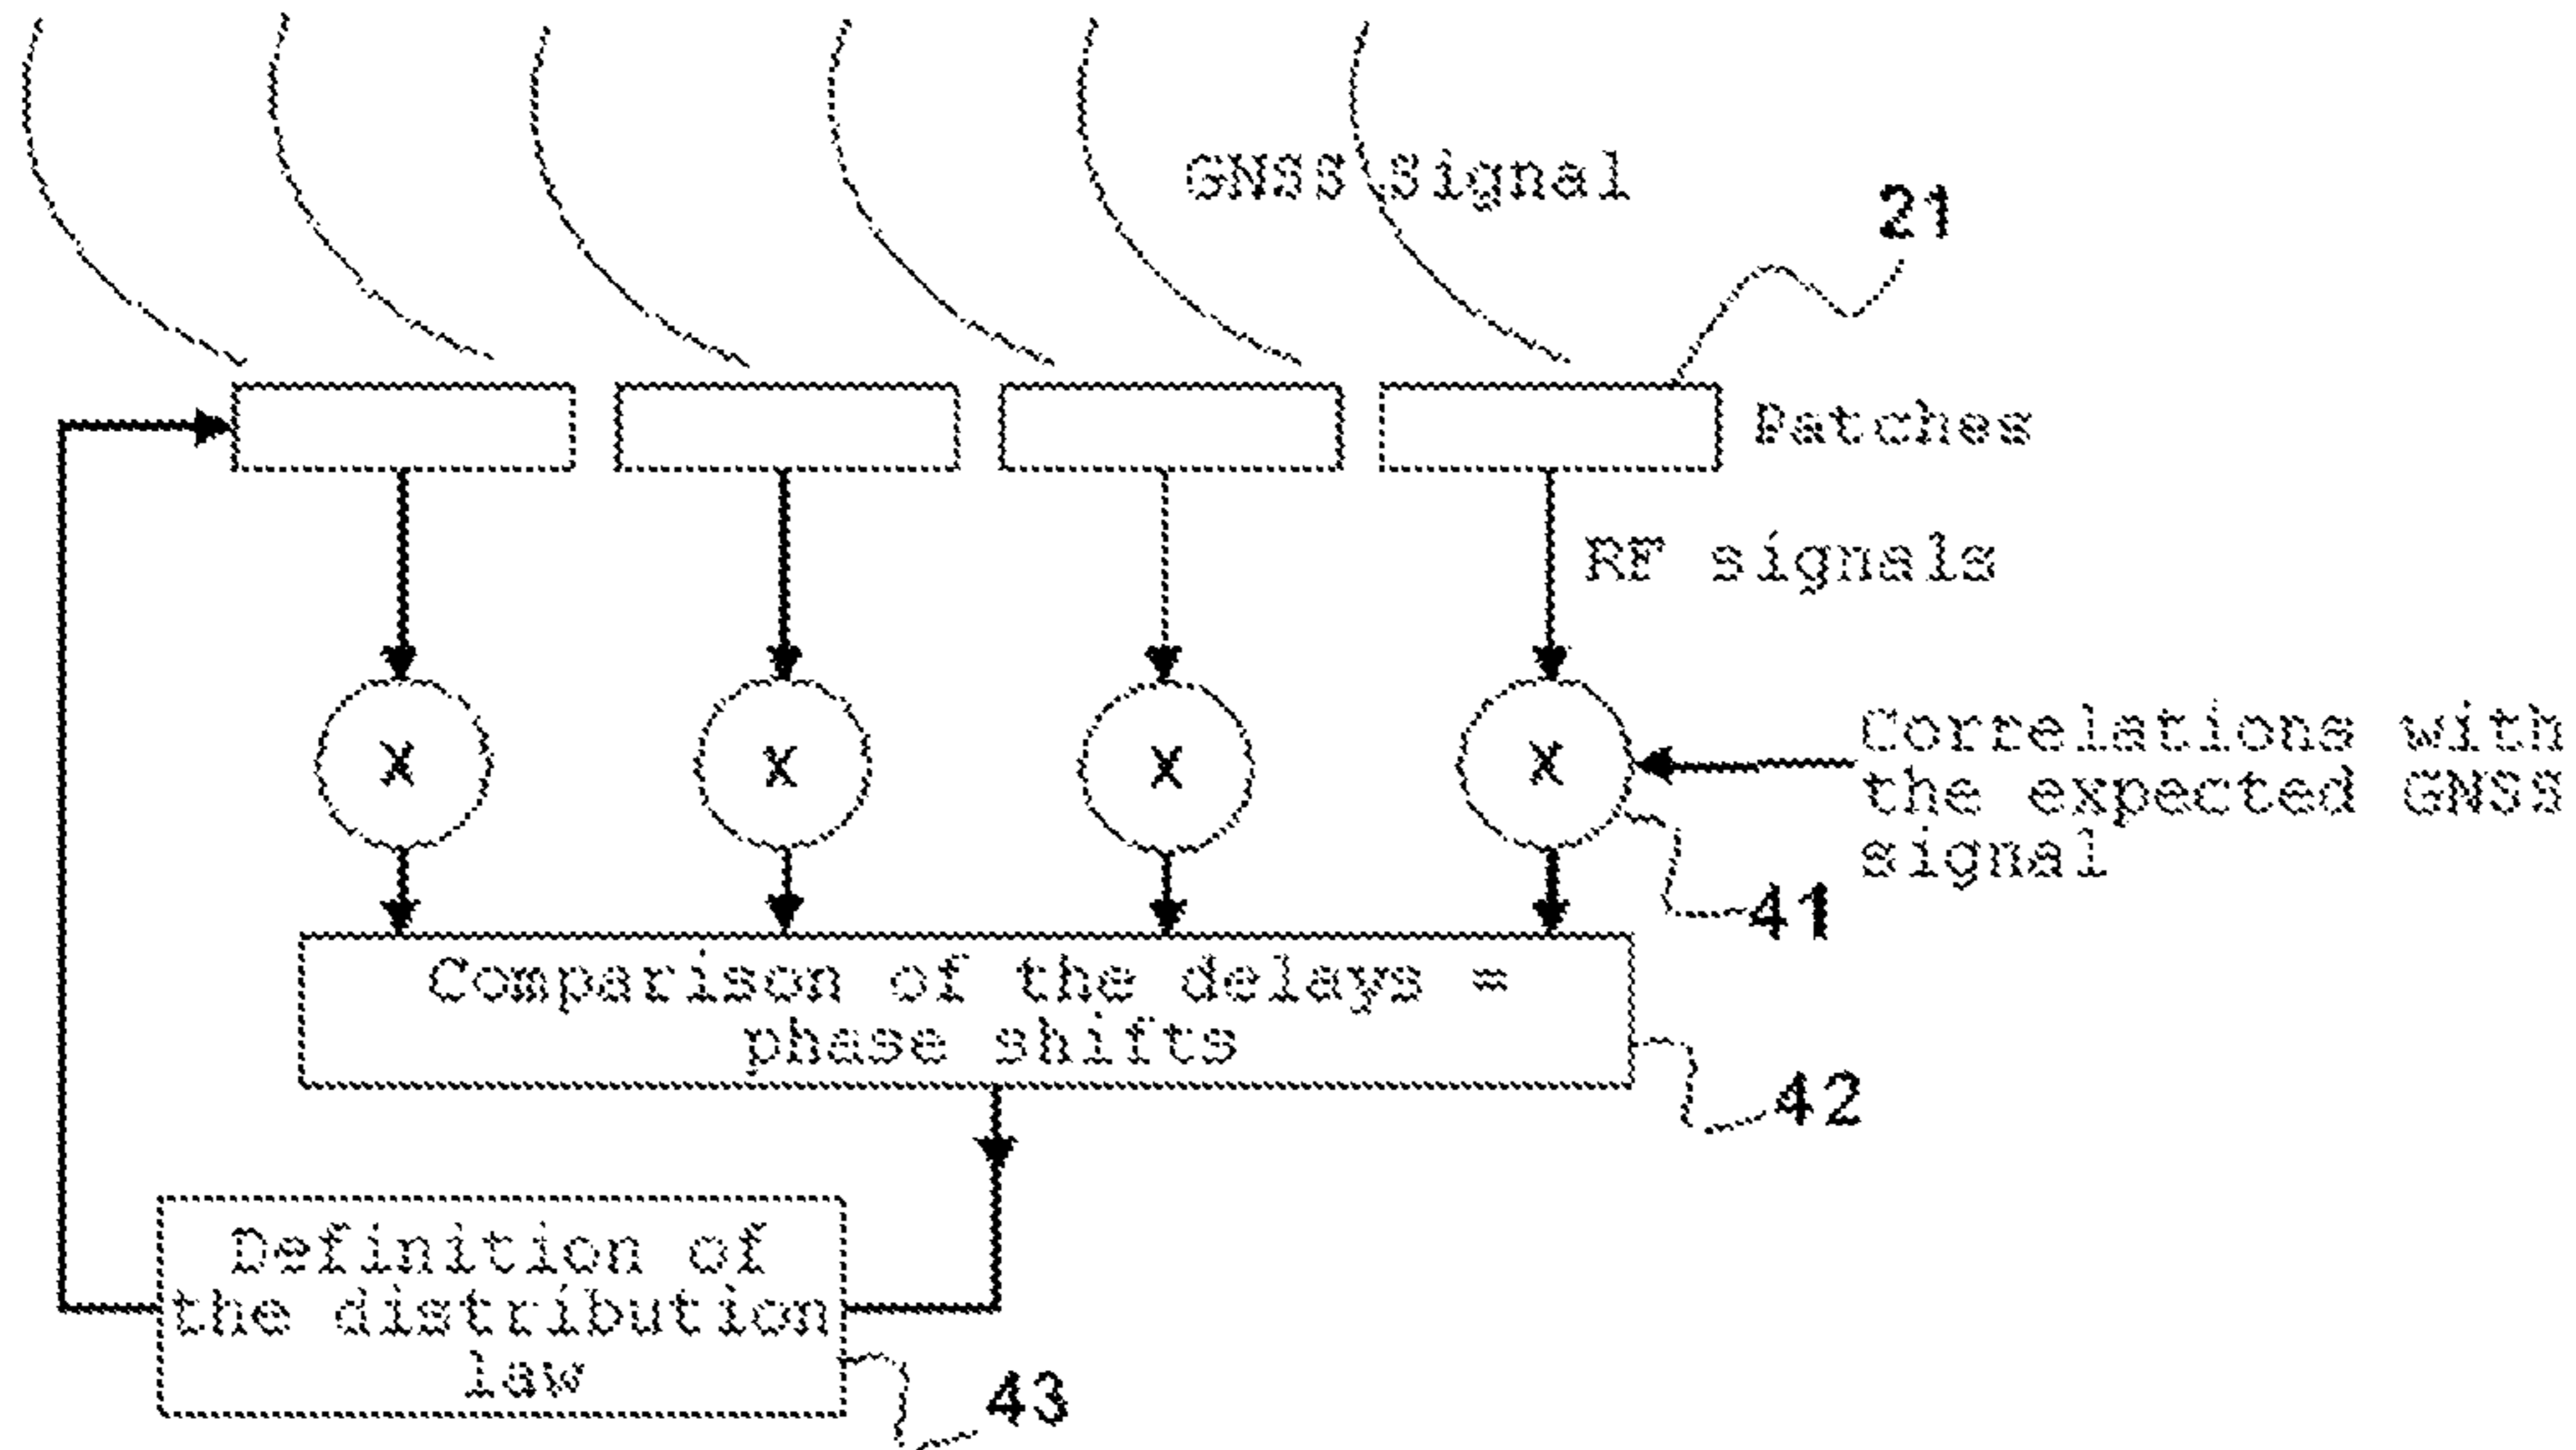 GNSS Signal
21
Patches
RF signals
X
X
X
X
Correlations with
the expected GNSS
signal
41
Comparison of the delays =
phase shifts
42
Definition of
the distribution
law
43